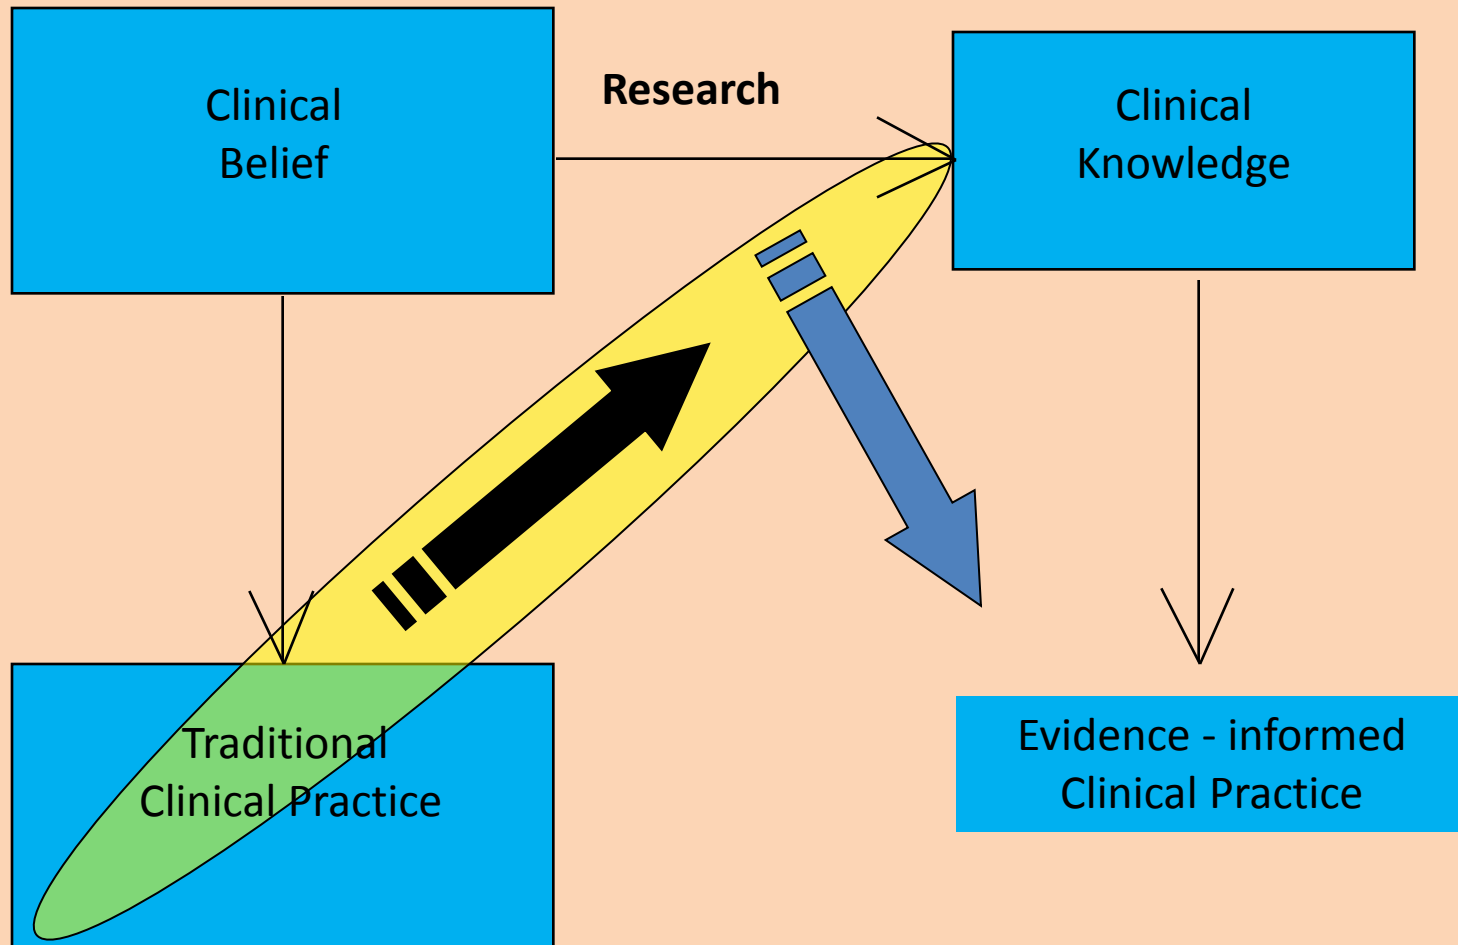 Clinical
Belief
Research
Clinical
Knowledge
Traditional
Clinical Practice
Evidence - informed
Clinical Practice